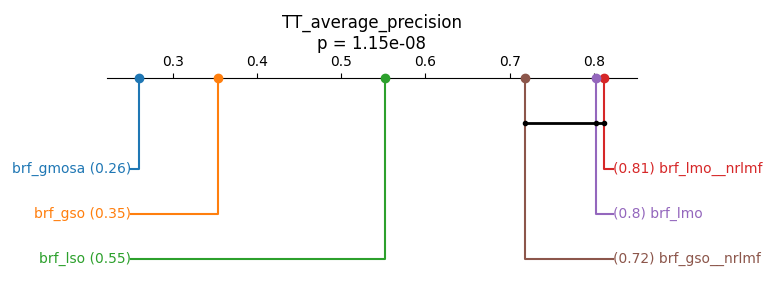 TT_average_precision
p = 1.15e-08
0.3 0.4 0.5 0.6 0.7 0.8
brf_gmosa (0.26) (0.81) brf_lmo__nrlmf
brf_gso (0.35) (0.8) brf_lmo
brf_lso (0.55) (0.72) brf_gso__nrlmf